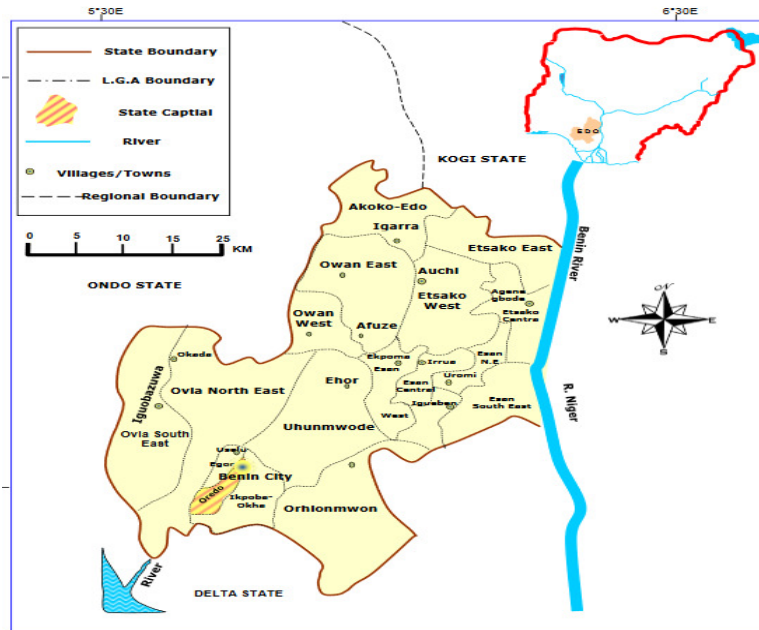 5°30E
6°30E
State Boundary
L.G.A Boundary
State Captial
River
Villages/Towns
Regional Boundary
0 5 10 15 25
KM
EDO
KOGI STATE
ONDO STATE
DELTA STATE
Benin River
R. Niger
N
W
E
S
Akoko-Edo
Igarra
Etsako East
Owan East
Auchi
Etsako
West
Agene
gbode
Etsako
Centre
Owan
West
Afuze
Ekpoma
Esan
Irrua
Esan
N.E
Okada
Ehor
Esan
Central
Uromi
Iguobazuwa
Ovia North East
West
Igueben
Esan
South East
Ovia South
East
Uhunmwode
Uselu
Egor
Benin City
Oredo
Ikpoba-
Okha
Orhionmwon
River